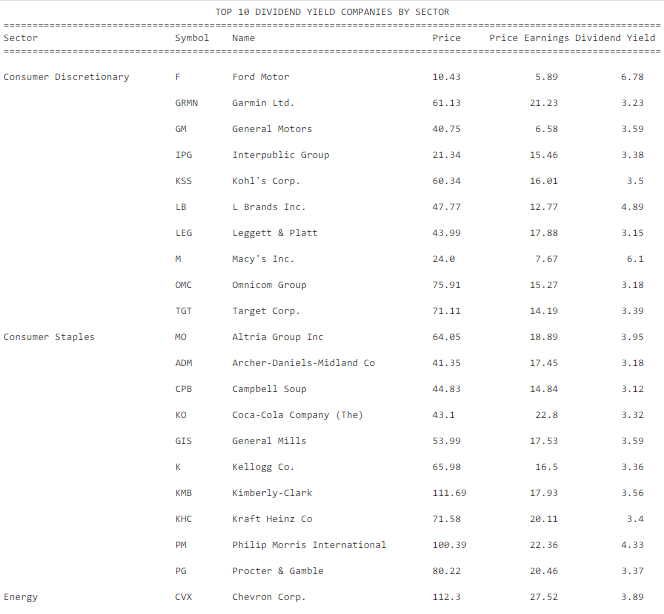 TOP 10 DIVIDEND YIELD COMPANIES BY SECTOR
==========================================================================================
Sector Symbol Name Price Price Earnings Dividend Yield
==========================================================================================
Consumer Discretionary F Ford Motor 10.43 5.89 6.78
GRMN Garmin Ltd. 61.13 21.23 3.23
GM General Motors 40.75 6.58 3.59
IPG Interpublic Group 21.34 15.46 3.38
KSS Kohl's Corp. 60.34 16.01 3.5
LB L Brands Inc. 47.77 12.77 4.89
LEG Leggett & Platt 43.99 17.88 3.15
M Macy's Inc. 24.0 7.67 6.1
OMC Omnicom Group 75.91 15.27 3.18
TGT Target Corp. 71.11 14.19 3.39
Consumer Staples MO Altria Group Inc 64.05 18.89 3.95
ADM Archer-Daniels-Midland Co 41.35 17.45 3.18
CPB Campbell Soup 44.83 14.84 3.12
KO Coca-Cola Company (The) 43.1 22.8 3.32
GIS General Mills 53.99 17.53 3.59
K Kellogg Co. 65.98 16.5 3.36
KMB Kimberly-Clark 111.69 17.93 3.56
KHC Kraft Heinz Co 71.58 20.11 3.4
PM Philip Morris International 100.39 22.36 4.33
PG Procter & Gamble 80.22 20.46 3.37
Energy CVX Chevron Corp. 112.3 27.52 3.89